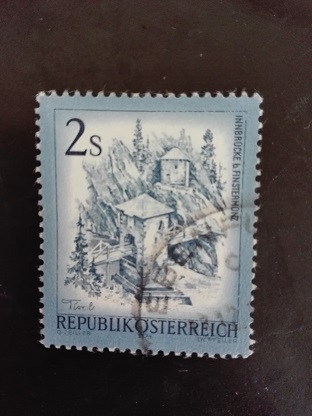 2s
INNBRÜCKE b. FINSTERMÜNZ
Tirol
REPUBLIK ÖSTERREICH